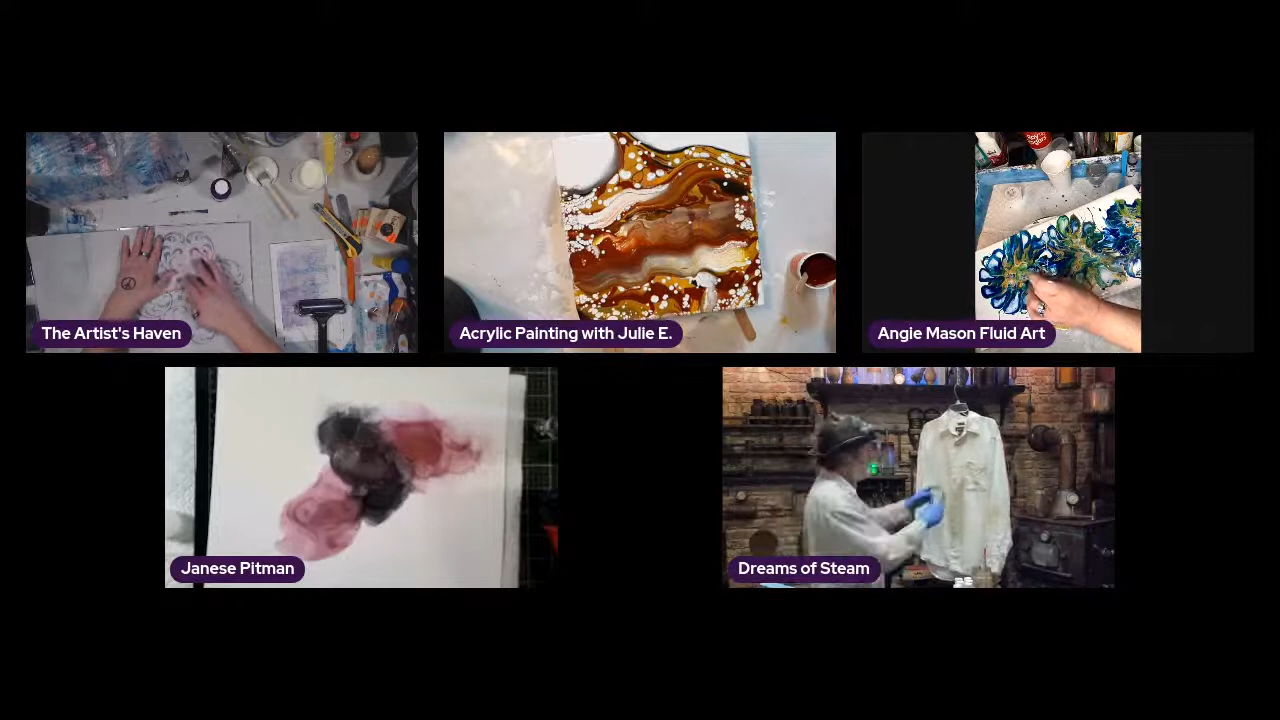 The Artist's Haven
Acrylic Painting with Julie E.
Angie Mason Fluid Art
Janese Pitman
Dreams of Steam